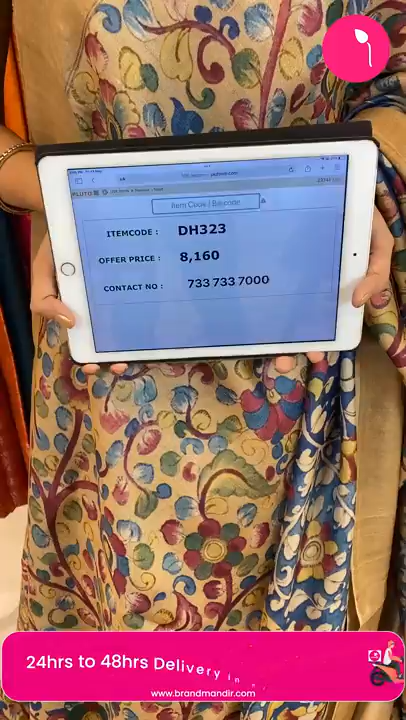 Item Code / Barcode
ITEMCODE : DH323
OFFER PRICE : 8,160
CONTACT NO : 733 733 7000
24hrs to 48hrs Delivery in
www.brandmandir.com